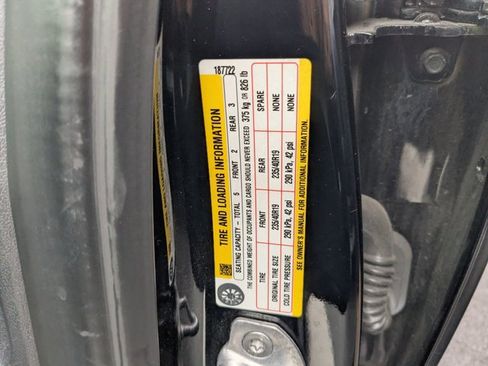 187722
TIRE AND LOADING INFORMATION
SEATING CAPACITY – TOTAL 5 FRONT 2 REAR 3
THE COMBINED WEIGHT OF OCCUPANTS AND CARGO SHOULD NEVER EXCEED 375 kg OR 826 lb
TIRE FRONT REAR SPARE
ORIGINAL TIRE SIZE 235/40R19 235/40R19 NONE
COLD TIRE PRESSURE 290 kPa, 42 psi 290 kPa, 42 psi NONE
SEE OWNER'S MANUAL FOR ADDITIONAL INFORMATION